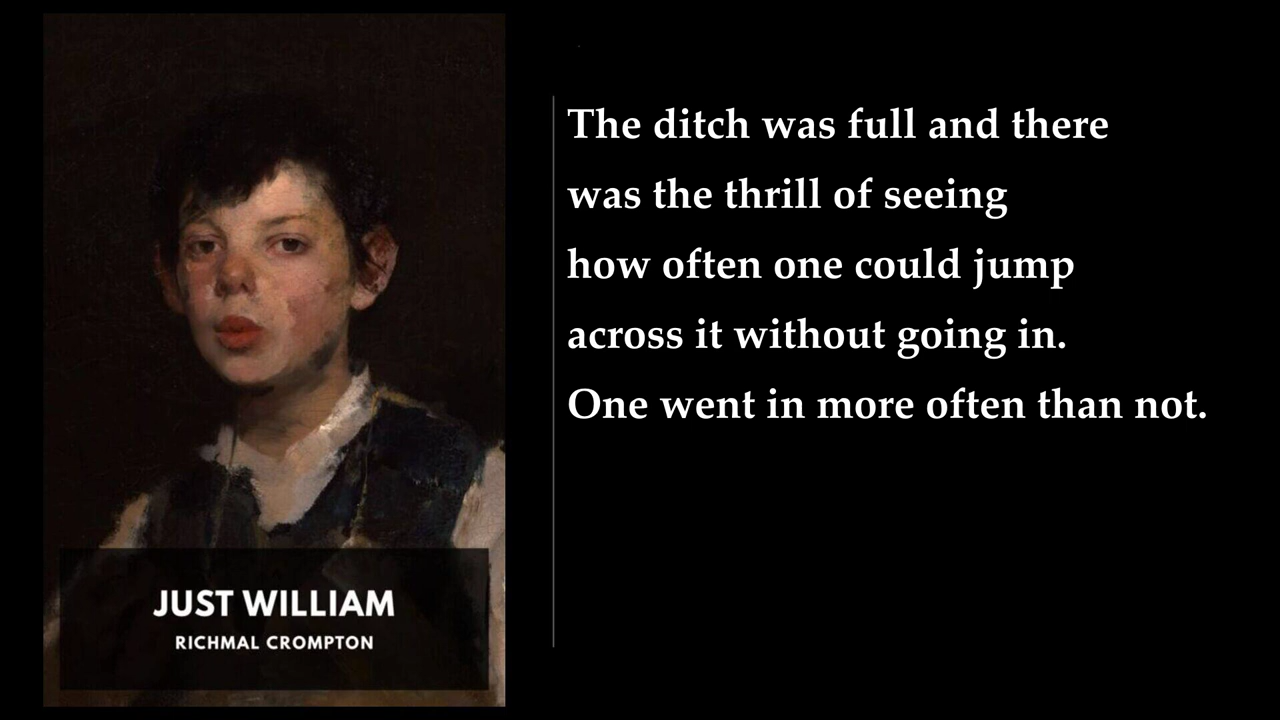 JUST WILLIAM
RICHMAL CROMPTON
The ditch was full and there
was the thrill of seeing
how often one could jump
across it without going in.
One went in more often than not.